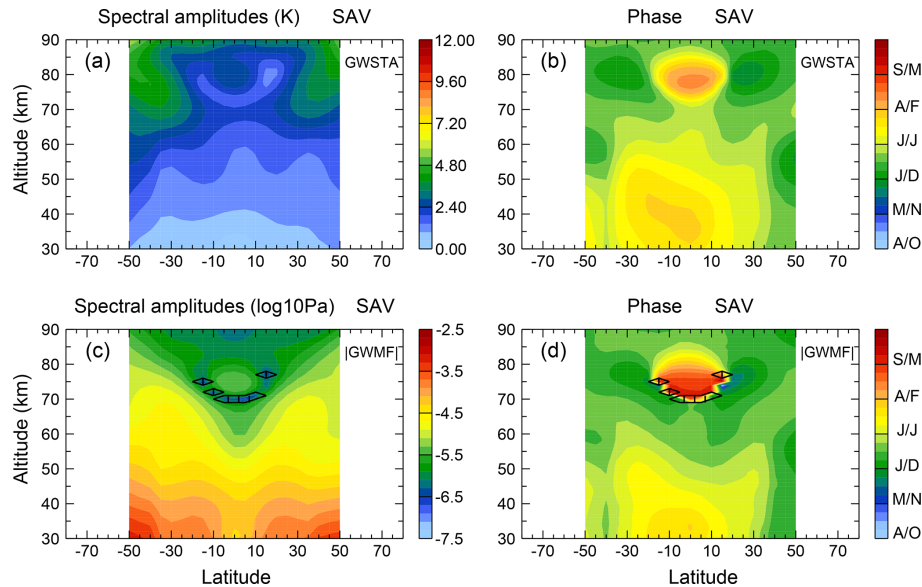 Spectral amplitudes (K) SAV
Phase SAV
(a)
GWSTA
90
80
70
60
50
40
30
Altitude (km)
-70 -50 -30 -10 10 30 50 70
12.00
9.60
7.20
4.80
2.40
0.00
(b)
GWSTA
90
80
70
60
50
40
30
-70 -50 -30 -10 10 30 50 70
S/M
A/F
J/J
J/D
M/N
A/O
Spectral amplitudes (log10Pa) SAV
Phase SAV
(c)
|GWMF|
90
80
70
60
50
40
30
Altitude (km)
-70 -50 -30 -10 10 30 50 70
Latitude
-2.5
-3.5
-4.5
-5.5
-6.5
-7.5
(d)
|GWMF|
90
80
70
60
50
40
30
-70 -50 -30 -10 10 30 50 70
Latitude
S/M
A/F
J/J
J/D
M/N
A/O